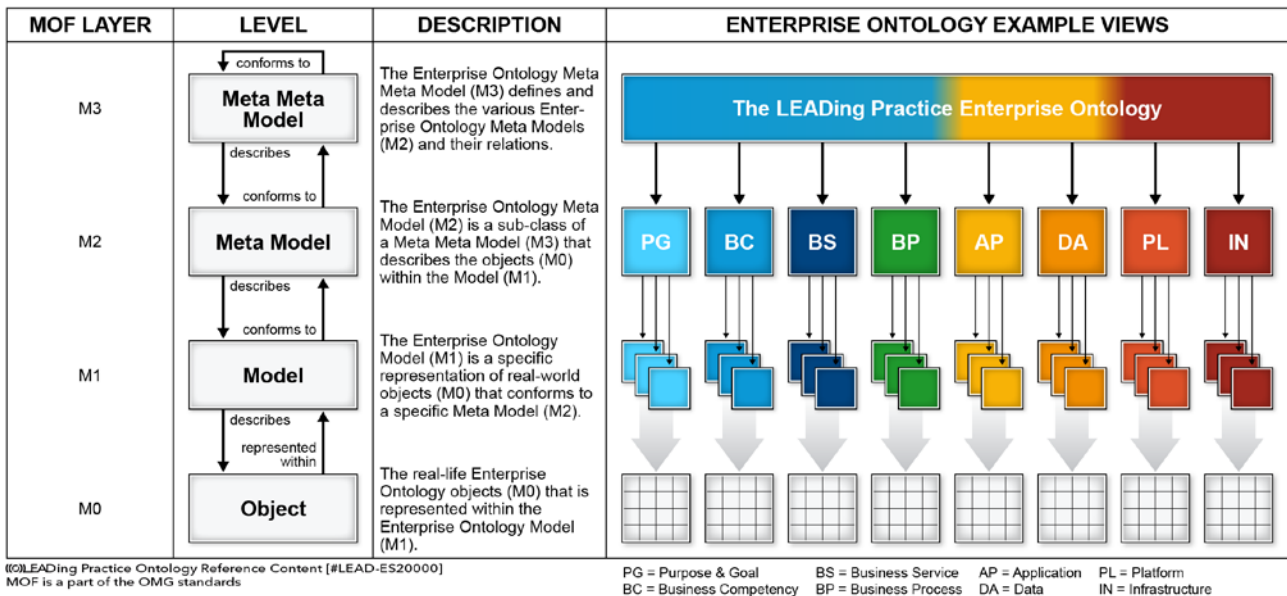 MOF LAYER
LEVEL
DESCRIPTION
ENTERPRISE ONTOLOGY EXAMPLE VIEWS
M3
conforms to
Meta Meta
Model
The Enterprise Ontology Meta
Meta Model (M3) defines and
describes the various Enter-
prise Ontology Meta Models
(M2) and their relations.
The LEADing Practice Enterprise Ontology
describes
conforms to
M2
Meta Model
The Enterprise Ontology Meta
Model (M2) is a sub-class of
a Meta Meta Model (M3) that
describes the objects (M0)
within the Model (M1).
PG
BC
BS
BP
AP
DA
PL
IN
describes
conforms to
M1
Model
The Enterprise Ontology
Model (M1) is a specific
representation of real-world
objects (M0) that conforms to
a specific Meta Model (M2).
describes
represented
within
M0
Object
The real-life Enterprise
Ontology objects (M0) that is
represented within the
Enterprise Ontology Model
(M1).
LEADing Practice Ontology Reference Content [#LEAD-ES20000]
MOF is a part of the OMG standards
PG = Purpose & Goal
BC = Business Competency
BS = Business Service
BP = Business Process
AP = Application
DA = Data
PL = Platform
IN = Infrastructure